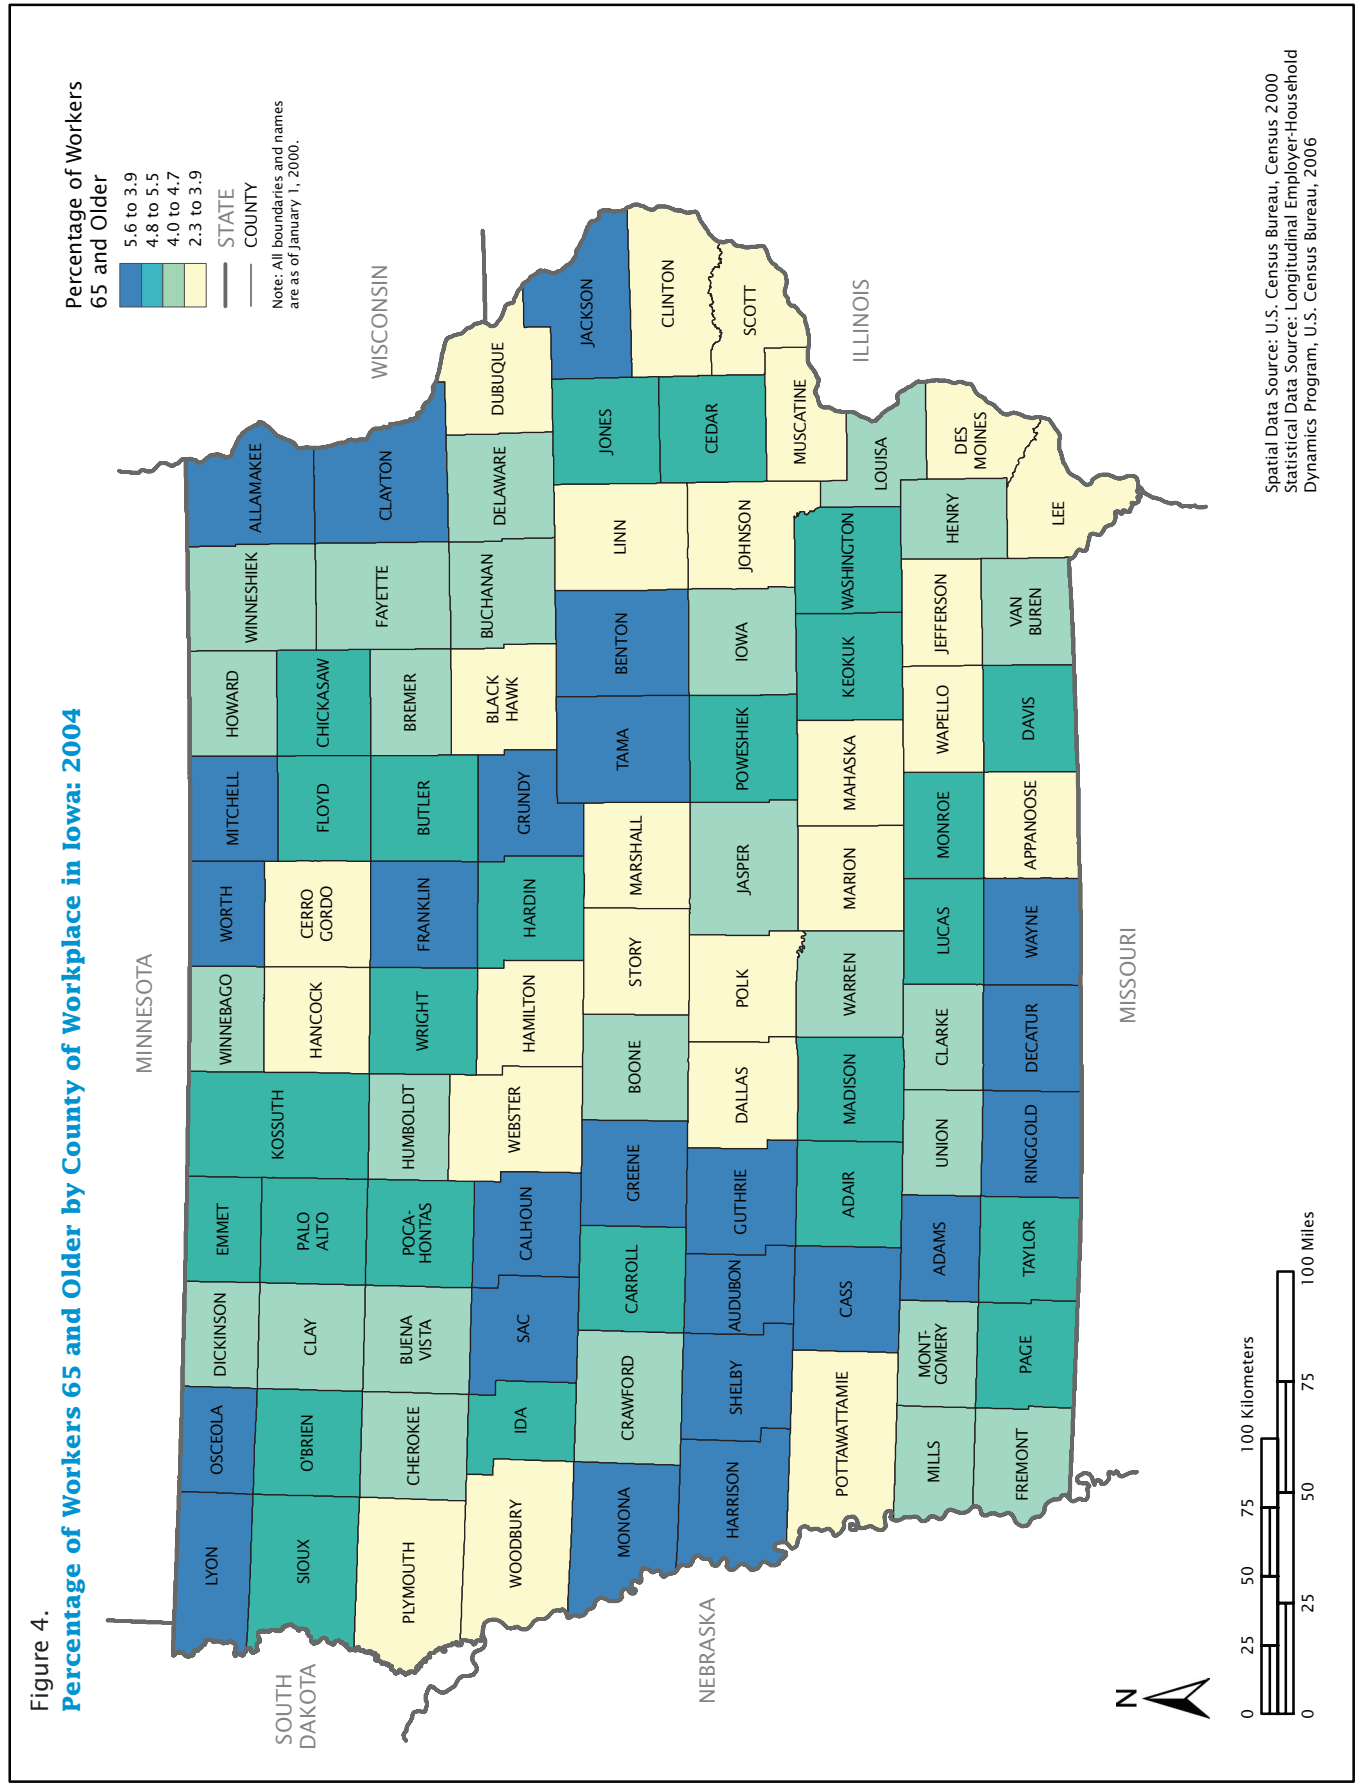 Figure 4.
Percentage of Workers 65 and Older by County of Workplace in Iowa: 2004
Percentage of Workers
65 and Older
5.6 to 3.9
4.8 to 5.5
4.0 to 4.7
2.3 to 3.9
STATE
COUNTY
Note: All boundaries and names
are as of January 1, 2000.
MINNESOTA
WISCONSIN
SOUTH
DAKOTA
NEBRASKA
ILLINOIS
MISSOURI
LYON
OSCEOLA
DICKINSON
EMMET
KOSSUTH
WINNEBAGO
WORTH
MITCHELL
HOWARD
WINNESHIEK
ALLAMAKEE
SIOUX
O'BRIEN
CLAY
PALO
ALTO
HANCOCK
CERRO
GORDO
FLOYD
CHICKASAW
FAYETTE
CLAYTON
PLYMOUTH
CHEROKEE
BUENA
VISTA
POCA-
HONTAS
HUMBOLDT
WRIGHT
FRANKLIN
BUTLER
BREMER
WOODBURY
IDA
SAC
CALHOUN
WEBSTER
HAMILTON
HARDIN
GRUNDY
BLACK
HAWK
BUCHANAN
DELAWARE
DUBUQUE
MONONA
CRAWFORD
CARROLL
GREENE
BOONE
STORY
MARSHALL
TAMA
BENTON
LINN
JONES
JACKSON
CLINTON
HARRISON
SHELBY
AUDUBON
GUTHRIE
DALLAS
POLK
JASPER
POWESHIEK
IOWA
JOHNSON
CEDAR
SCOTT
MUSCATINE
POTTAWATTAMIE
CASS
ADAIR
MADISON
WARREN
MARION
MAHASKA
KEOKUK
WASHINGTON
LOUISA
MILLS
MONT-
GOMERY
ADAMS
UNION
CLARKE
LUCAS
MONROE
WAPELLO
JEFFERSON
HENRY
DES
MOINES
FREMONT
PAGE
TAYLOR
RINGGOLD
DECATUR
WAYNE
APPANOOSE
DAVIS
VAN
BUREN
LEE
N
0 25 50 75 100 Kilometers
0 25 50 75 100 Miles
Spatial Data Source: U.S. Census Bureau, Census 2000
Statistical Data Source: Longitudinal Employer-Household
Dynamics Program, U.S. Census Bureau, 2006